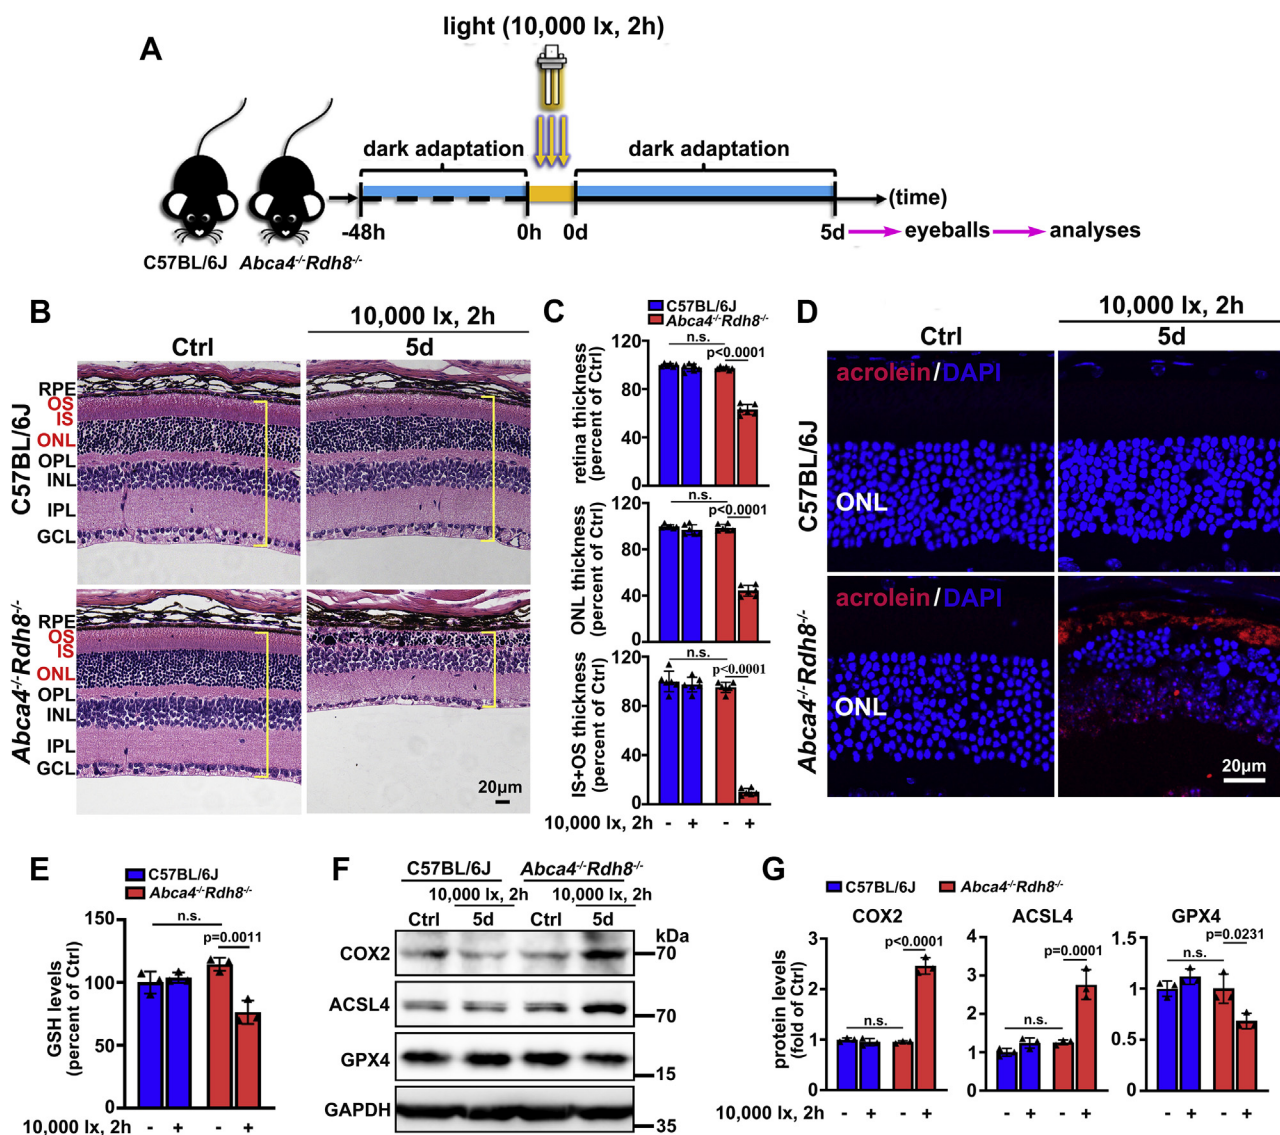 A
light (10,000 lx, 2h)
dark adaptation
dark adaptation
(time)
-48h
0h
0d
5d
eyeballs
analyses
C57BL/6J
Abca4-/-Rdh8-/-
B
10,000 lx, 2h
Ctrl
5d
C57BL/6J
RPE
OS
IS
ONL
OPL
INL
IPL
GCL
Abca4-/-Rdh8-/-
RPE
OS
IS
ONL
OPL
INL
IPL
GCL
20µm
C
C57BL/6J
Abca4-/-Rdh8-/-
retina thickness
(percent of Ctrl)
120
80
40
0
n.s.
p<0.0001
ONL thickness
(percent of Ctrl)
120
80
40
0
n.s.
p<0.0001
IS+OS thickness
(percent of Ctrl)
120
80
40
0
n.s.
p<0.0001
10,000 lx, 2h - + - +
D
10,000 lx, 2h
Ctrl
5d
C57BL/6J
acrolein/DAPI
ONL
Abca4-/-Rdh8-/-
acrolein/DAPI
ONL
20µm
E
C57BL/6J
Abca4-/-Rdh8-/-
GSH levels
(percent of Ctrl)
150
100
50
0
n.s.
p=0.0011
10,000 lx, 2h - + - +
F
C57BL/6J Abca4-/-Rdh8-/-
10,000 lx, 2h 10,000 lx, 2h
Ctrl 5d Ctrl 5d
kDa
COX2 70
ACSL4 70
GPX4 15
GAPDH 35
G
C57BL/6J Abca4-/-Rdh8-/-
protein levels
(fold of Ctrl)
COX2
3
2
1
0
n.s.
p<0.0001
ACSL4
5
4
3
2
1
0
n.s.
p=0.0001
GPX4
1.5
1
0.5
0
n.s.
p=0.0231
10,000 lx, 2h - + - + - + - + - + - +